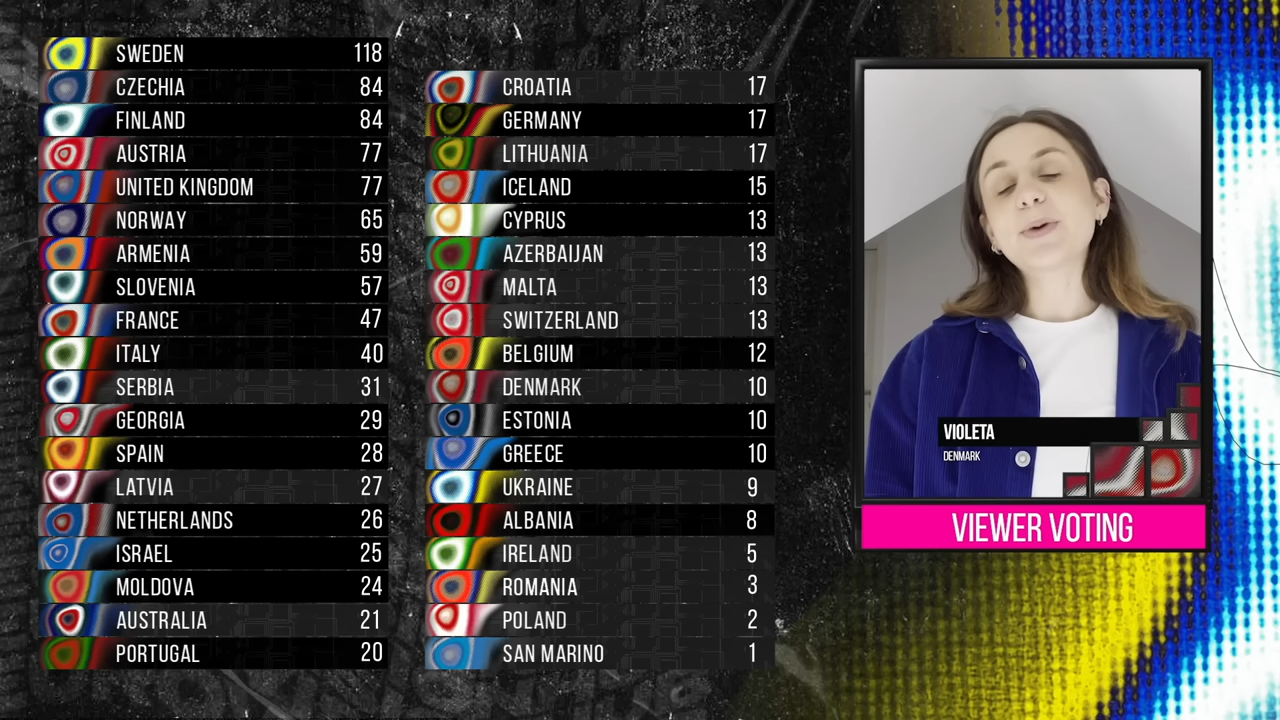 SWEDEN 118
CZECHIA 84
FINLAND 84
AUSTRIA 77
UNITED KINGDOM 77
NORWAY 65
ARMENIA 59
SLOVENIA 57
FRANCE 47
ITALY 40
SERBIA 31
GEORGIA 29
SPAIN 28
LATVIA 27
NETHERLANDS 26
ISRAEL 25
MOLDOVA 24
AUSTRALIA 21
PORTUGAL 20
CROATIA 17
GERMANY 17
LITHUANIA 17
ICELAND 15
CYPRUS 13
AZERBAIJAN 13
MALTA 13
SWITZERLAND 13
BELGIUM 12
DENMARK 10
ESTONIA 10
GREECE 10
UKRAINE 9
ALBANIA 8
IRELAND 5
ROMANIA 3
POLAND 2
SAN MARINO 1
VIOLETA
DENMARK
VIEWER VOTING